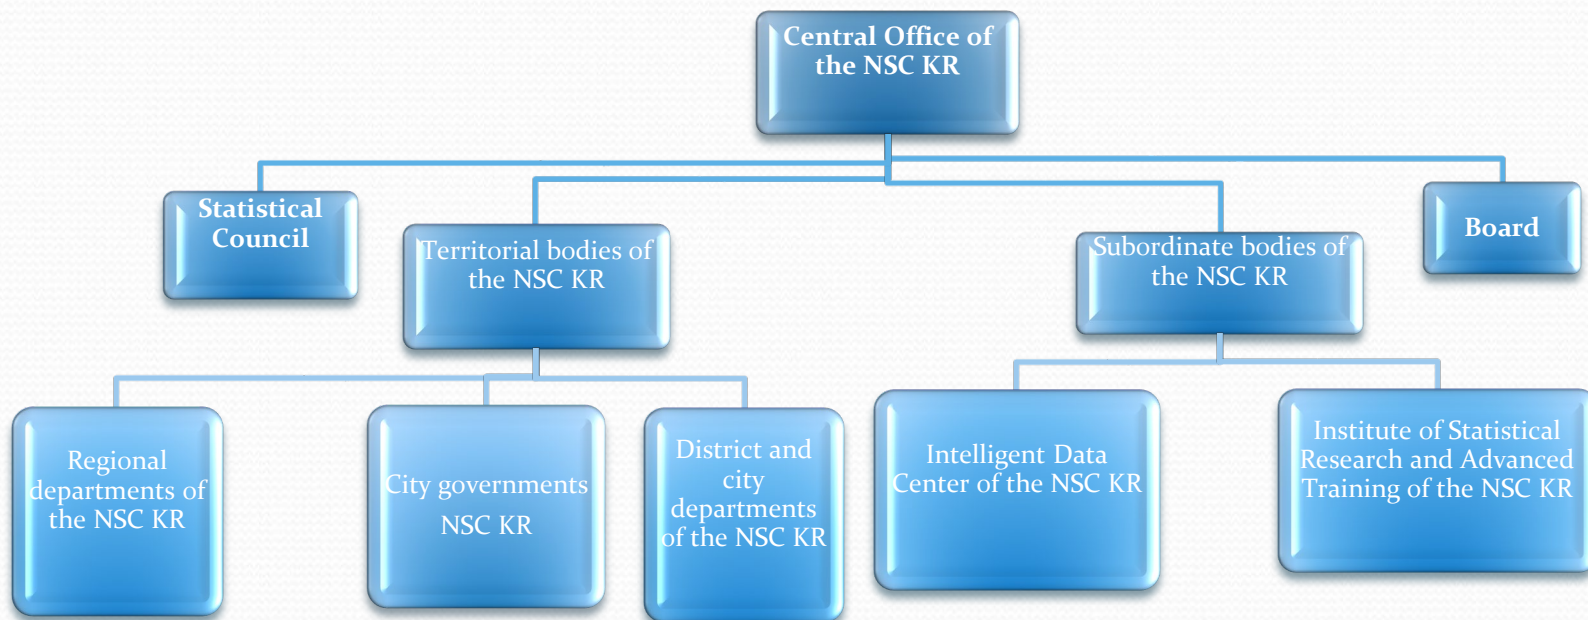 Central Office of
the NSC KR
Statistical
Council
Territorial bodies of
the NSC KR
Subordinate bodies of
the NSC KR
Board
Regional
departments of
the NSC KR
City governments
NSC KR
District and
city
departments
of the NSC KR
Intelligent Data
Center of the NSC KR
Institute of Statistical
Research and Advanced
Training of the NSC KR